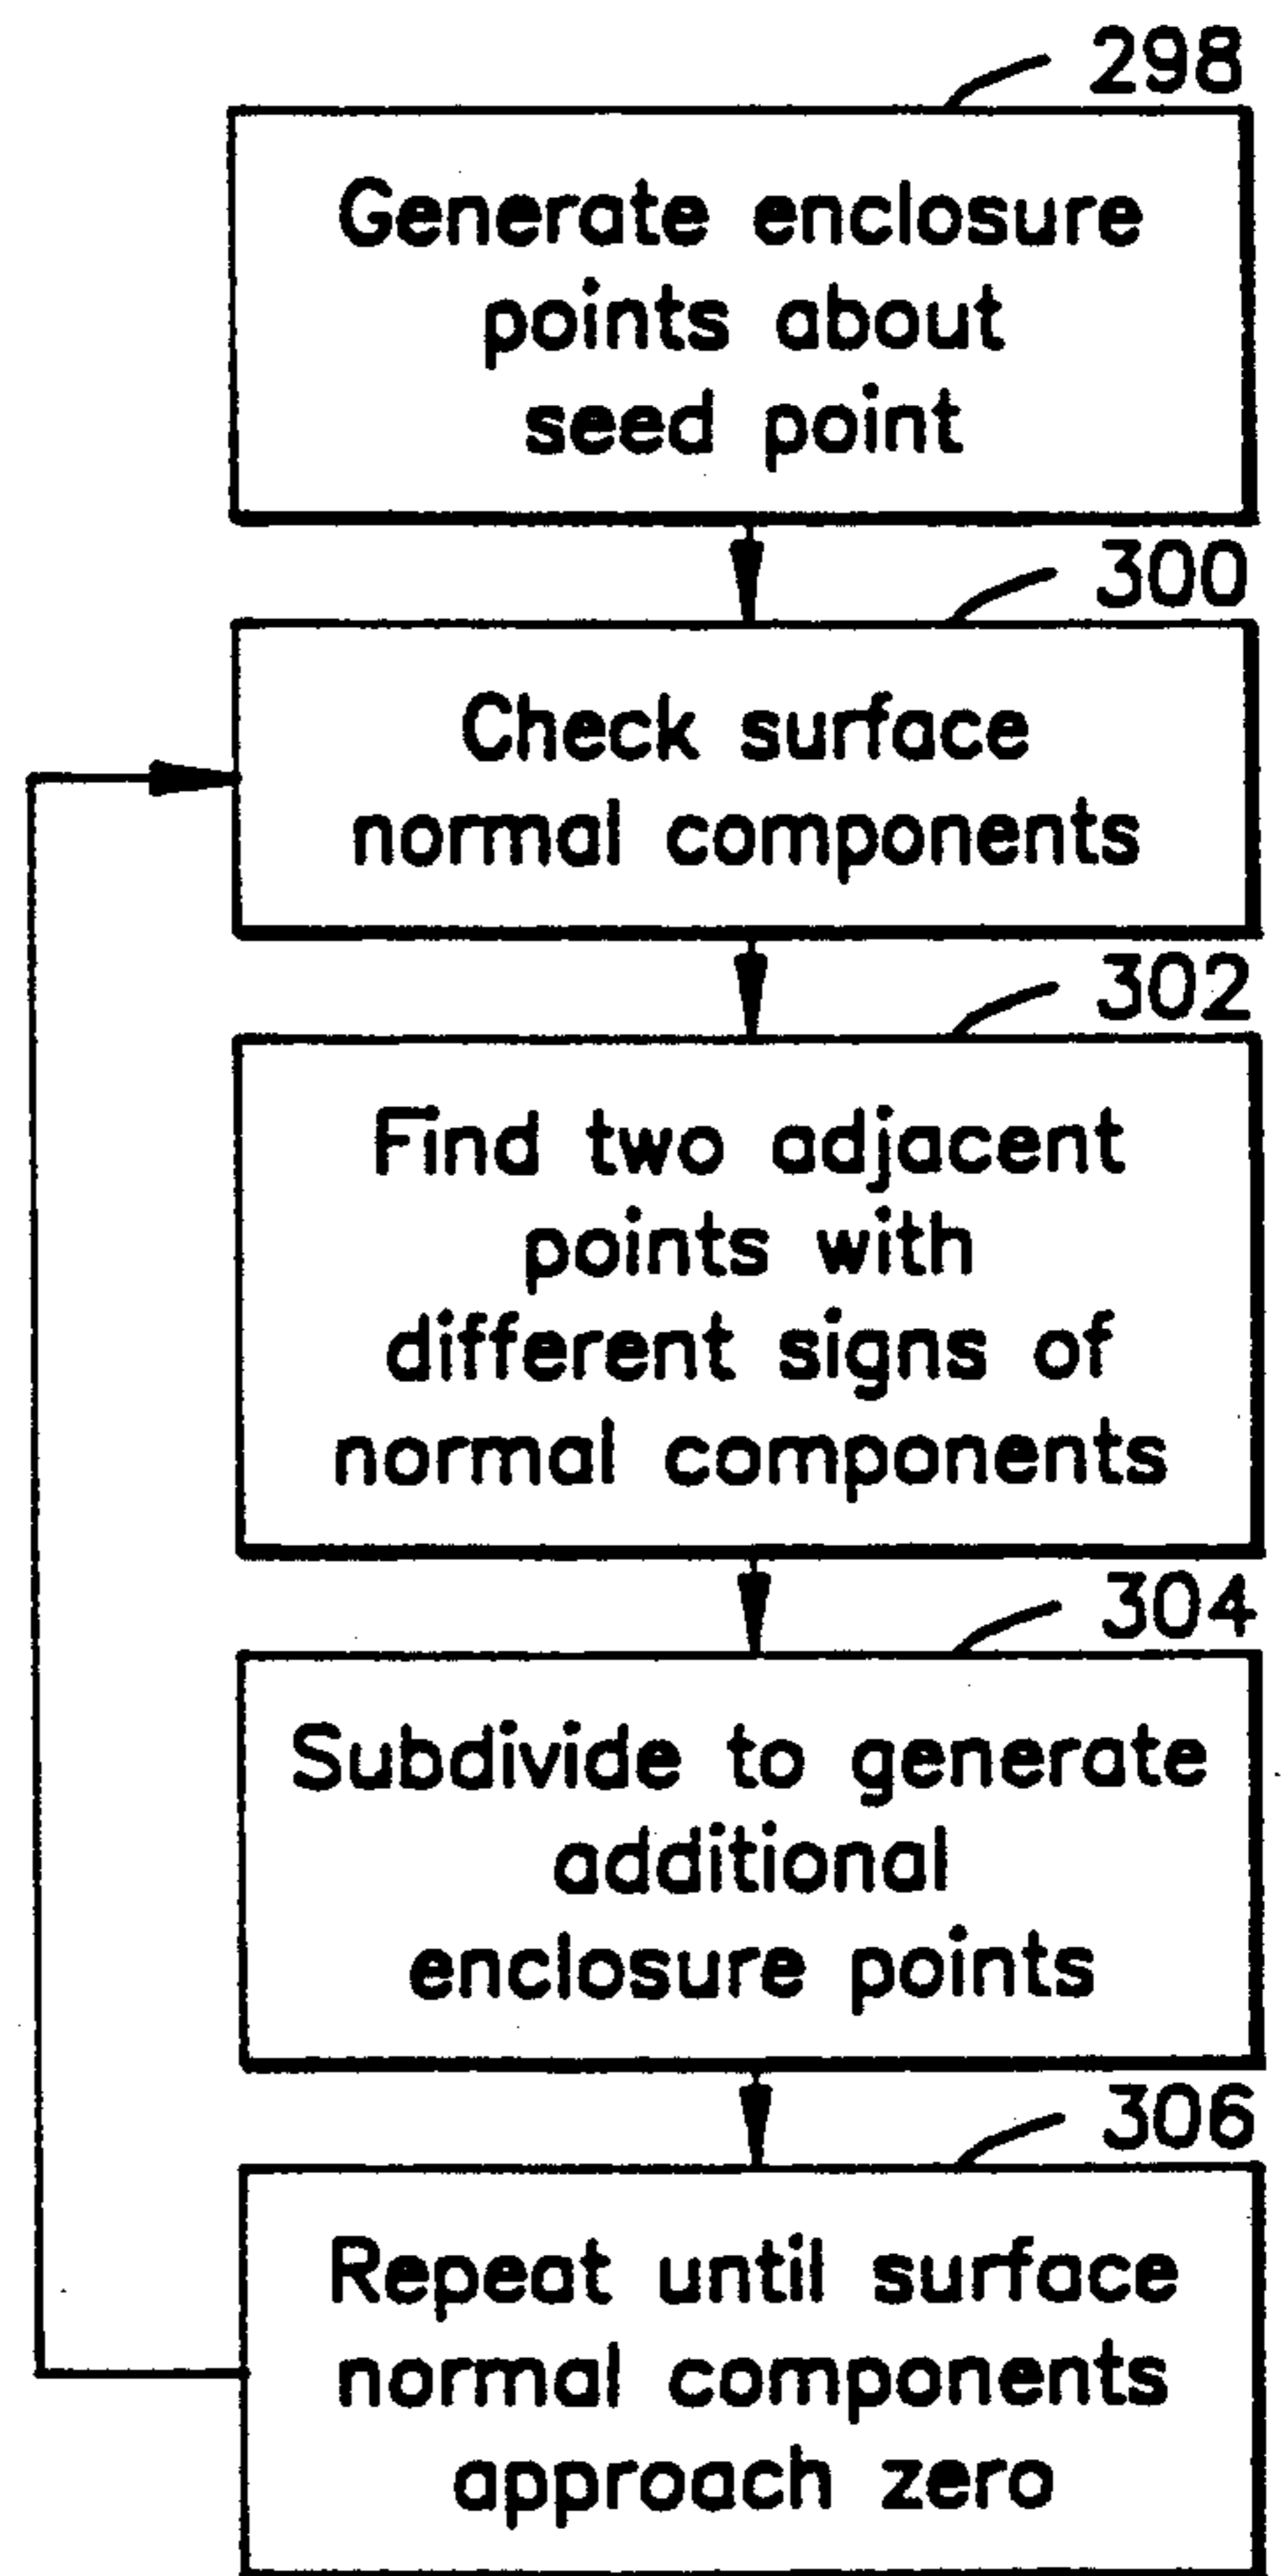 298
Generate enclosure
points about
seed point
300
Check surface
normal components
302
Find two adjacent
points with
different signs of
normal components
304
Subdivide to generate
additional
enclosure points
306
Repeat until surface
normal components
approach zero